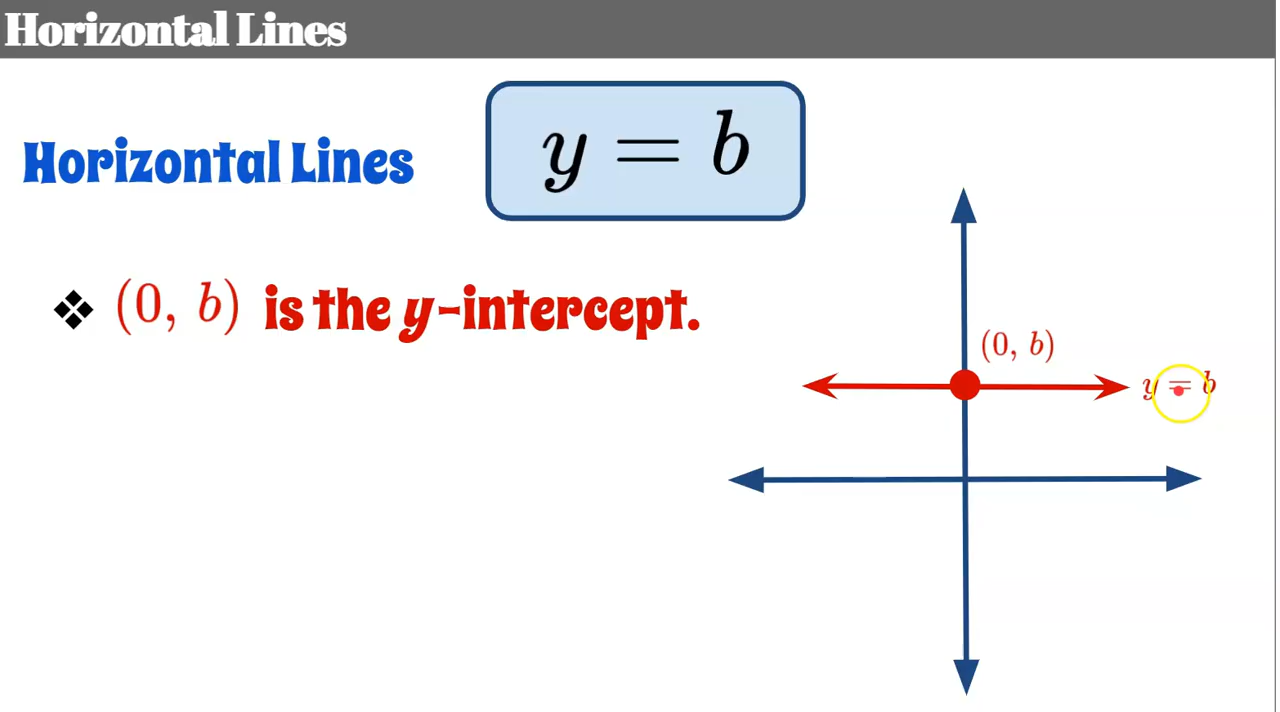 Horizontal Lines
Horizontal Lines
y = b
❖ (0, b) is the y-intercept.
(0, b)
y = b